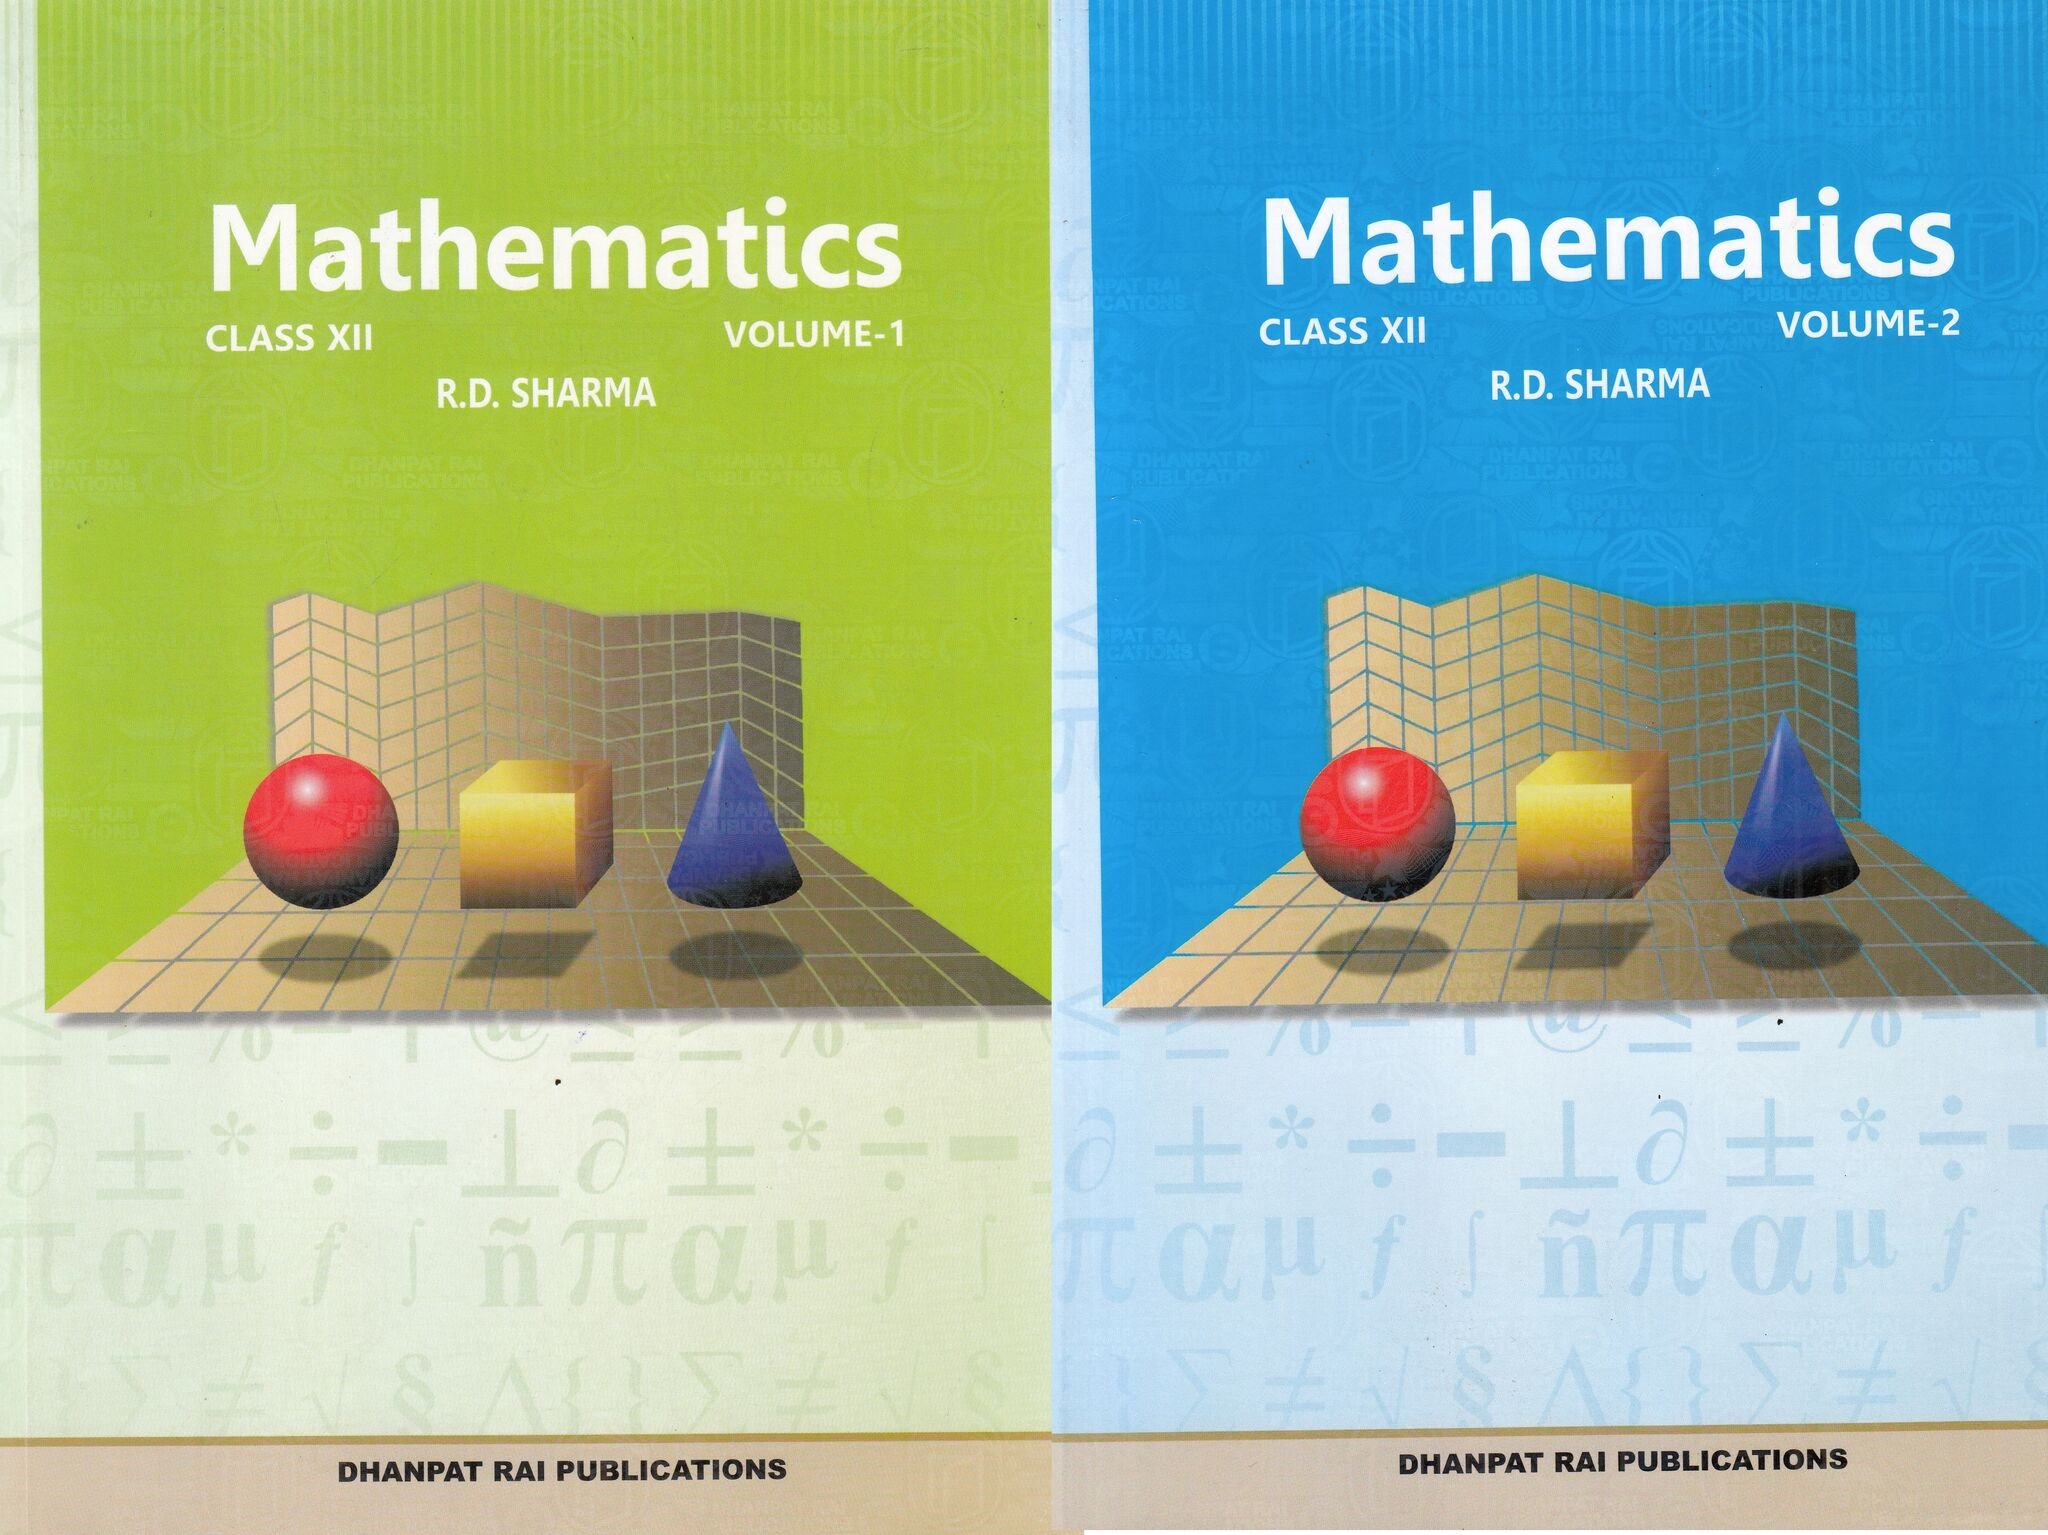 Mathematics
CLASS XII VOLUME-1
R.D. SHARMA
DHANPAT RAI PUBLICATIONS
Mathematics
CLASS XII VOLUME-2
R.D. SHARMA
DHANPAT RAI PUBLICATIONS